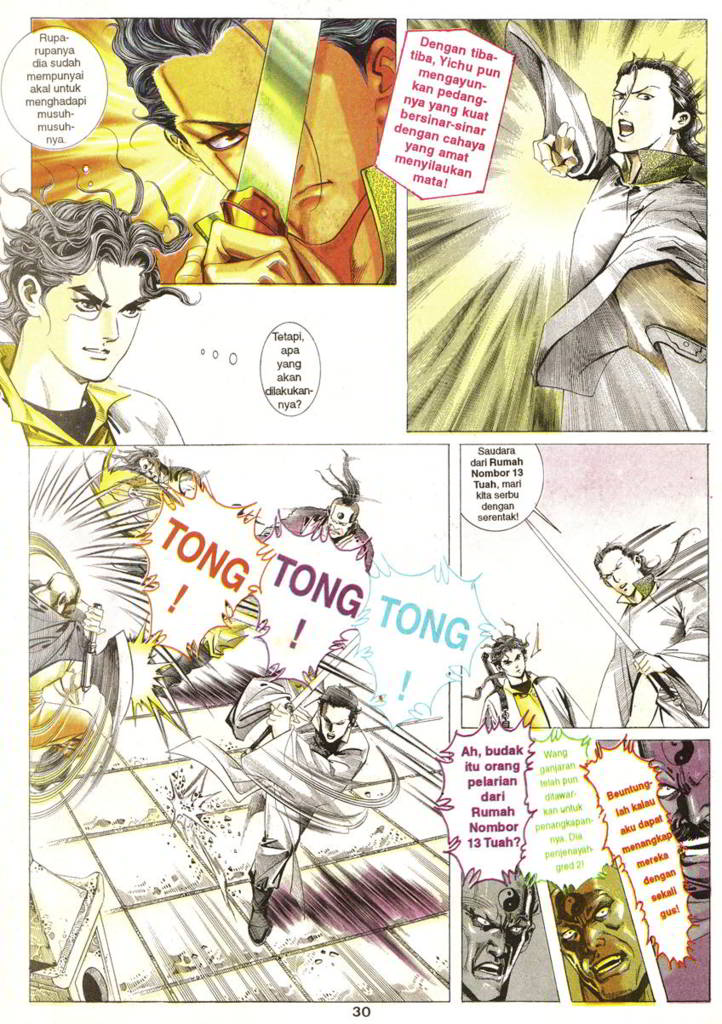 Rupa-
rupanya
dia sudah
mempunyai
akal untuk
menghadapi
musuh-
musuh-
nya.
Dengan tiba-
tiba, Yichu pun
mengayun-
kan pedang-
nya yang kuat
bersinar-sinar
dengan cahaya
yang amat
menyilaukan
mata!
Tetapi,
apa
yang
akan
dilakukan-
nya?
TONG
!
TONG
!
TONG
!
Saudara
dari Rumah
Nombor 13
Tuah, mari
kita serbu
dengan
serentak!
Ah, budak
itu orang
pelarian
dari
Rumah
Nombor
13 Tuah?
Wang
ganjaran
telah pun
ditawar-
kan untuk
penangkapan-
nya. Dia
penjenayah
gred 2!
Beuntung-
lah kalau
aku dapat
menangkap
mereka
dengan
sekali
gus!
30